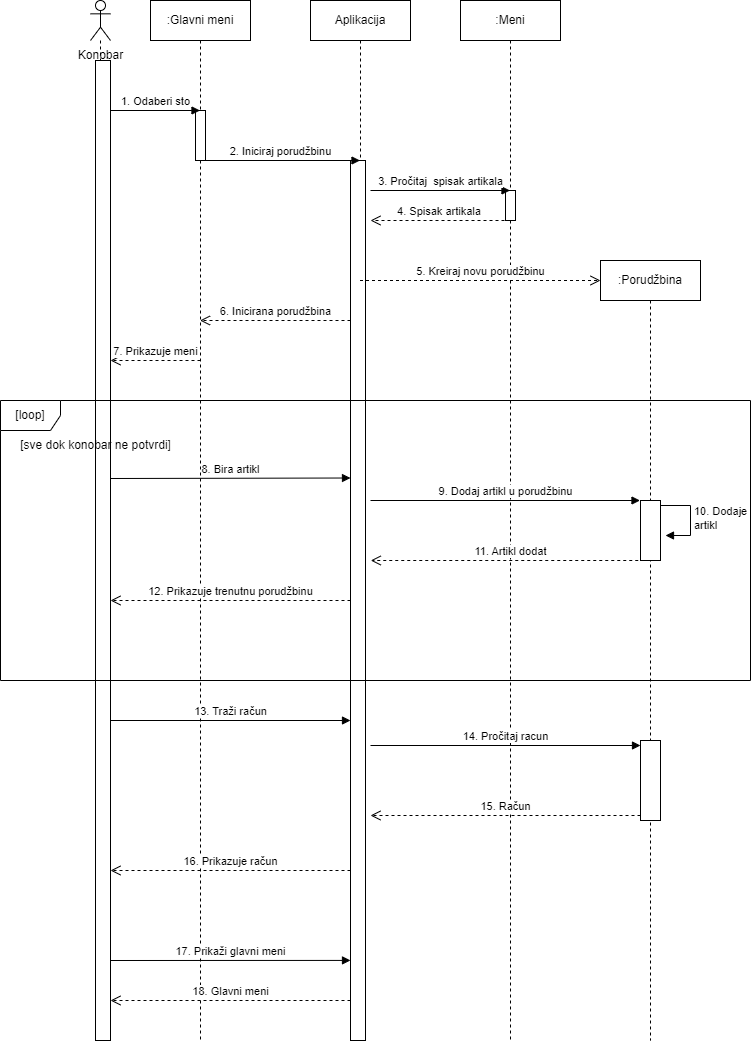 :Glavni meni
Aplikacija
:Meni
Konobar
1. Odaberi sto
2. Iniciraj porudžbinu
3. Pročitaj  spisak artikala
4. Spisak artikala
5. Kreiraj novu porudžbinu
:Porudžbina
6. Inicirana porudžbina
7. Prikazuje meni
[loop]
[sve dok konobar ne potvrdi]
8. Bira artikl
9. Dodaj artikl u porudžbinu
10. Dodaje
artikl
11. Artikl dodat
12. Prikazuje trenutnu porudžbinu
13. Traži račun
14. Pročitaj racun
15. Račun
16. Prikazuje račun
17. Prikaži glavni meni
18. Glavni meni